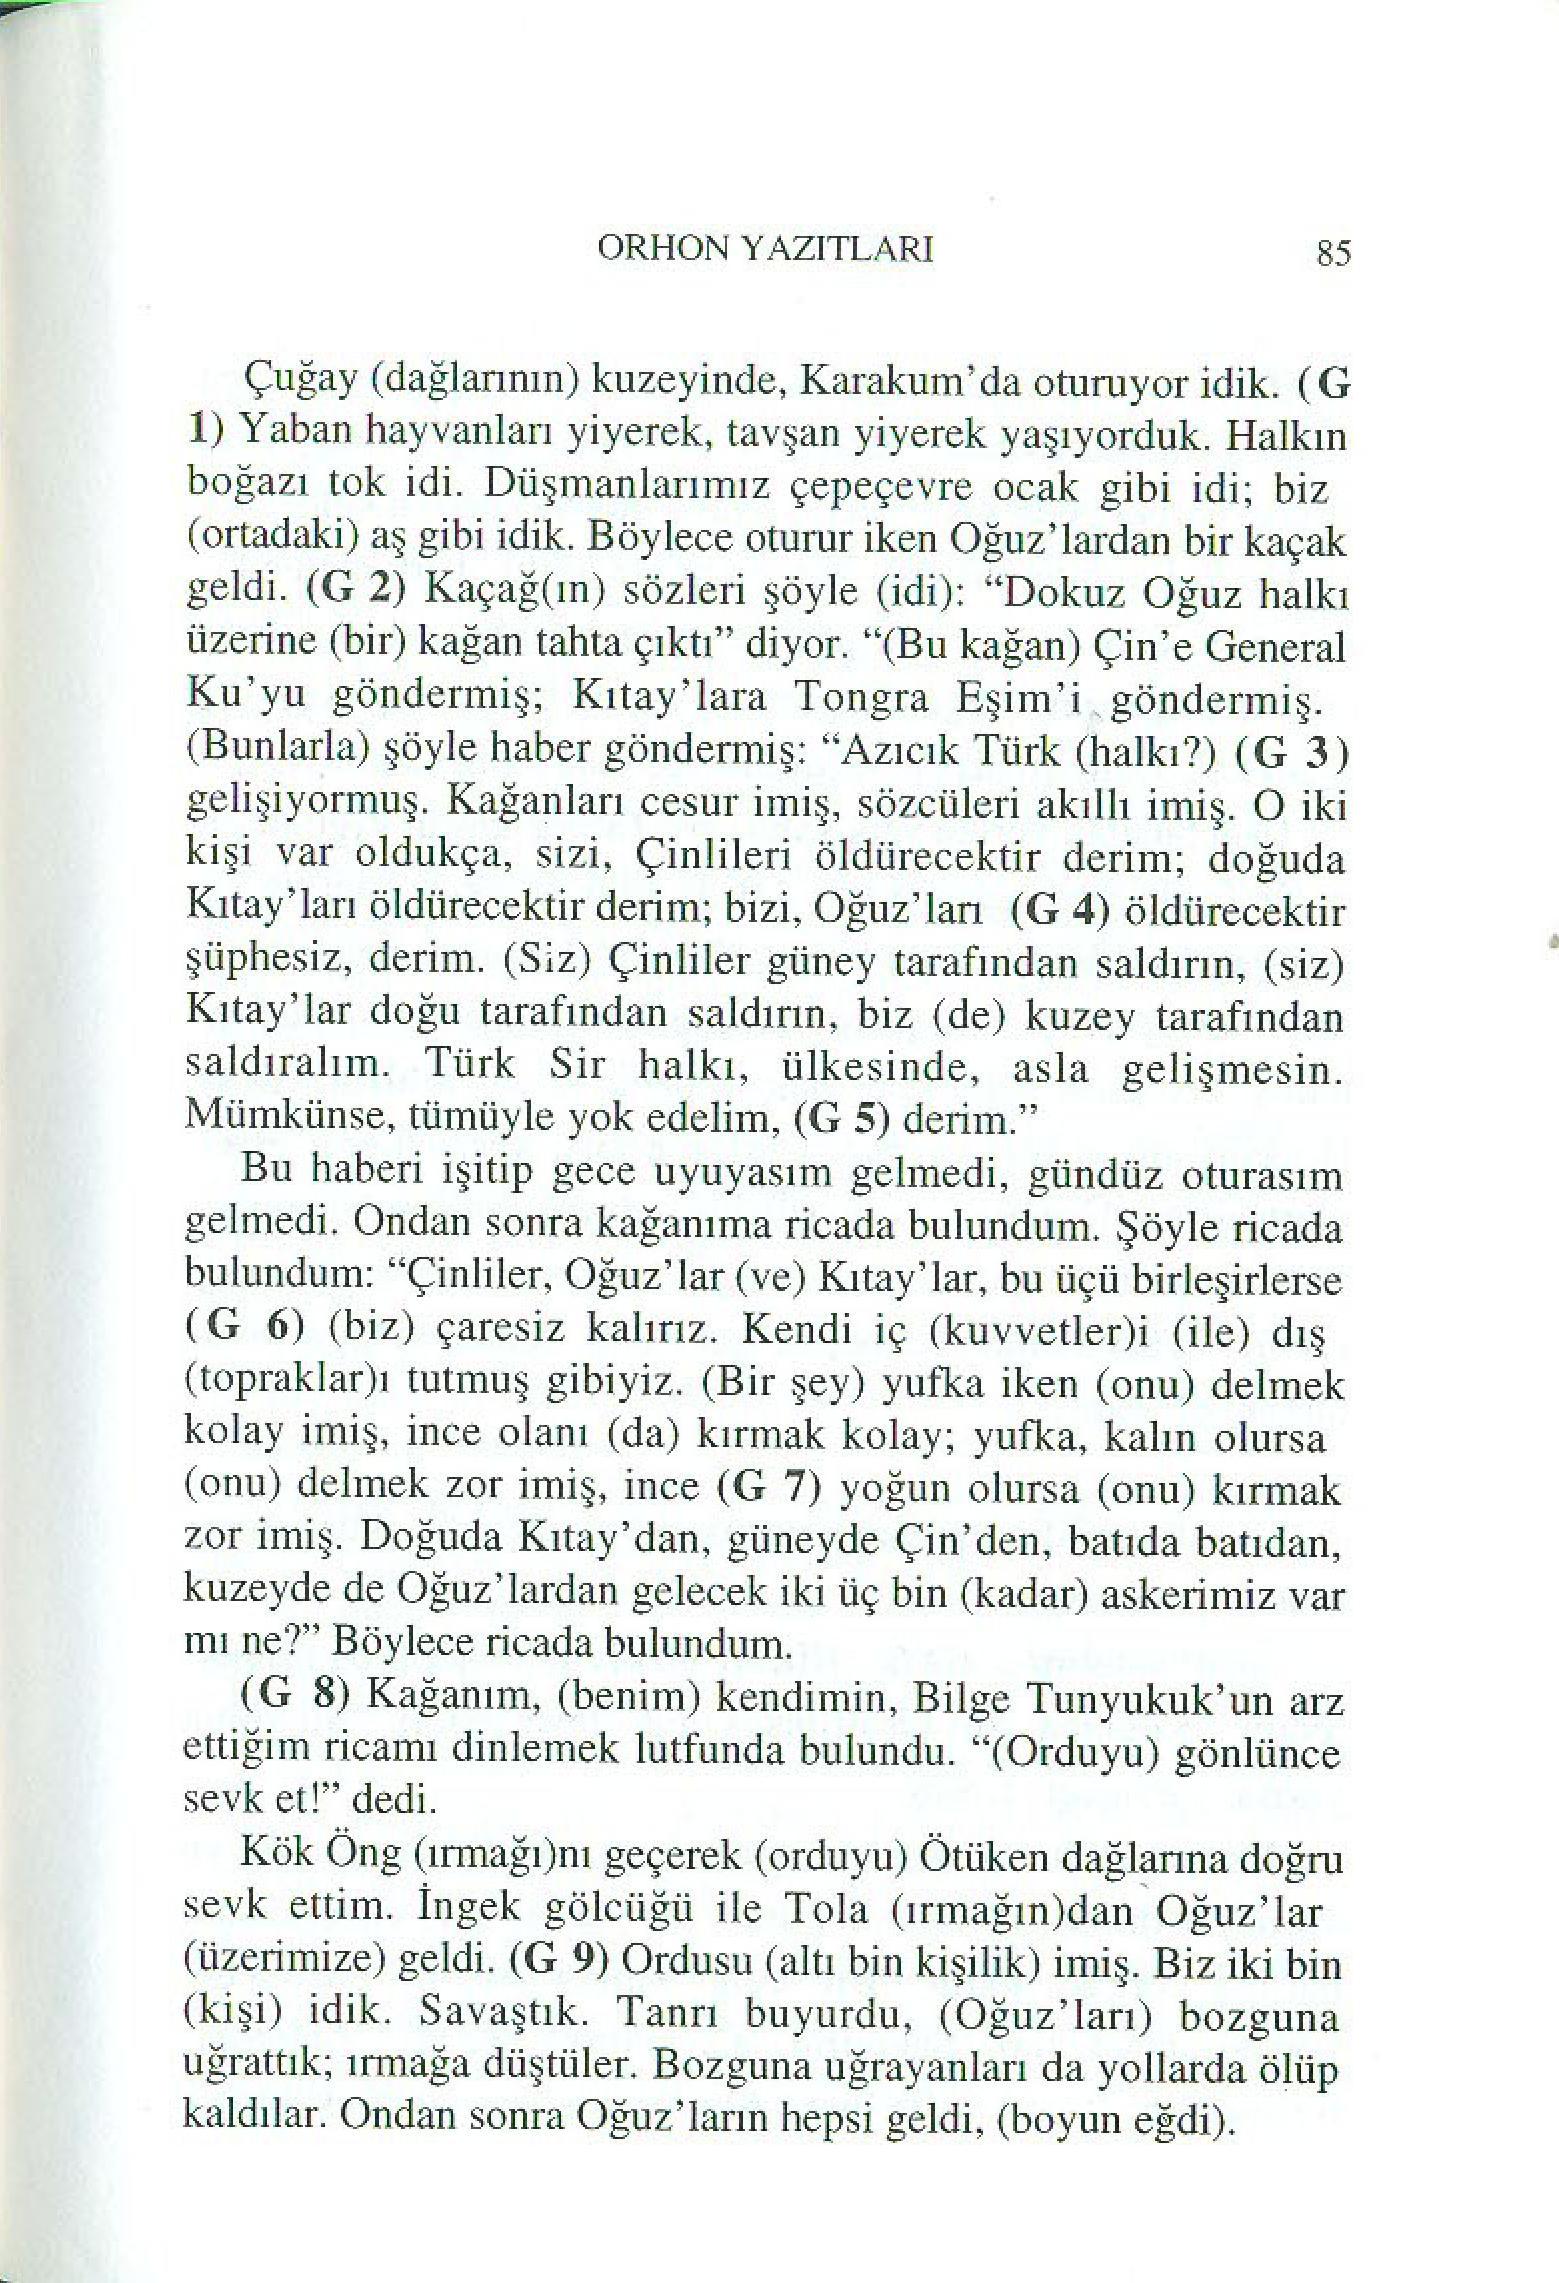 ORHON YAZITLARI 85
Çuğay (dağlarının) kuzeyinde, Karakum'da oturuyor idik. (G
1) Yaban hayvanları yiyerek, tavşan yiyerek yaşıyorduk. Halkın
boğazı tok idi. Düşmanlarımız çepeçevre ocak gibi idi; biz
(ortadaki) aş gibi idik. Böylece oturur iken Oğuz'lardan bir kaçak
geldi. (G 2) Kaçağ(ın) sözleri şöyle (idi): “Dokuz Oğuz halkı
üzerine (bir) kağan tahta çıktı” diyor. “(Bu kağan) Çin'e General
Ku'yu göndermiş; Kıtay'lara Tongra Eşim'i göndermiş.
(Bunlarla) şöyle haber göndermiş: “Azıcık Türk (halkı?) (G 3)
gelişiyormuş. Kağanları cesur imiş, sözcüleri akıllı imiş. O iki
kişi var oldukça, sizi, Çinlileri öldürecektir derim; doğuda
Kıtay'ları öldürecektir derim; bizi, Oğuz'ları (G 4) öldürecektir
şüphesiz, derim. (Siz) Çinliler güney tarafından saldırın, (siz)
Kıtay'lar doğu tarafından saldırın, biz (de) kuzey tarafından
saldıralım. Türk Sir halkı, ülkesinde, asla gelişmesin.
Mümkünse, tümüyle yok edelim, (G 5) derim.”
Bu haberi işitip gece uyuyasım gelmedi, gündüz oturasım
gelmedi. Ondan sonra kağanıma ricada bulundum. Şöyle ricada
bulundum: “Çinliler, Oğuz'lar (ve) Kıtay'lar, bu üçü birleşirlerse
(G 6) (biz) çaresiz kalırız. Kendi iç (kuvvetler)i (ile) dış
(topraklar)ı tutmuş gibiyiz. (Bir şey) yufka iken (onu) delmek
kolay imiş, ince olanı (da) kırmak kolay; yufka, kalın olursa
(onu) delmek zor imiş, ince (G 7) yoğun olursa (onu) kırmak
zor imiş. Doğuda Kıtay'dan, güneyde Çin'den, batıda batıdan,
kuzeyde de Oğuz'lardan gelecek iki üç bin (kadar) askerimiz var
mı ne?” Böylece ricada bulundum.
(G 8) Kağanım, (benim) kendimin, Bilge Tunyukuk'un arz
ettiğim ricamı dinlemek lutfunda bulundu. “(Orduyu) gönlünce
sevk et!” dedi.
Kök Öng (ırmağı)nı geçerek (orduyu) Ötüken dağlarına doğru
sevk ettim. İngek gölcüğü ile Tola (ırmağın)dan Oğuz'lar
(üzerimize) geldi. (G 9) Ordusu (altı bin kişilik) imiş. Biz iki bin
(kişi) idik. Savaştık. Tanrı buyurdu, (Oğuz'ları) bozguna
uğrattık; ırmağa düştüler. Bozguna uğrayanları da yollarda ölüp
kaldılar. Ondan sonra Oğuz'ların hepsi geldi, (boyun eğdi).